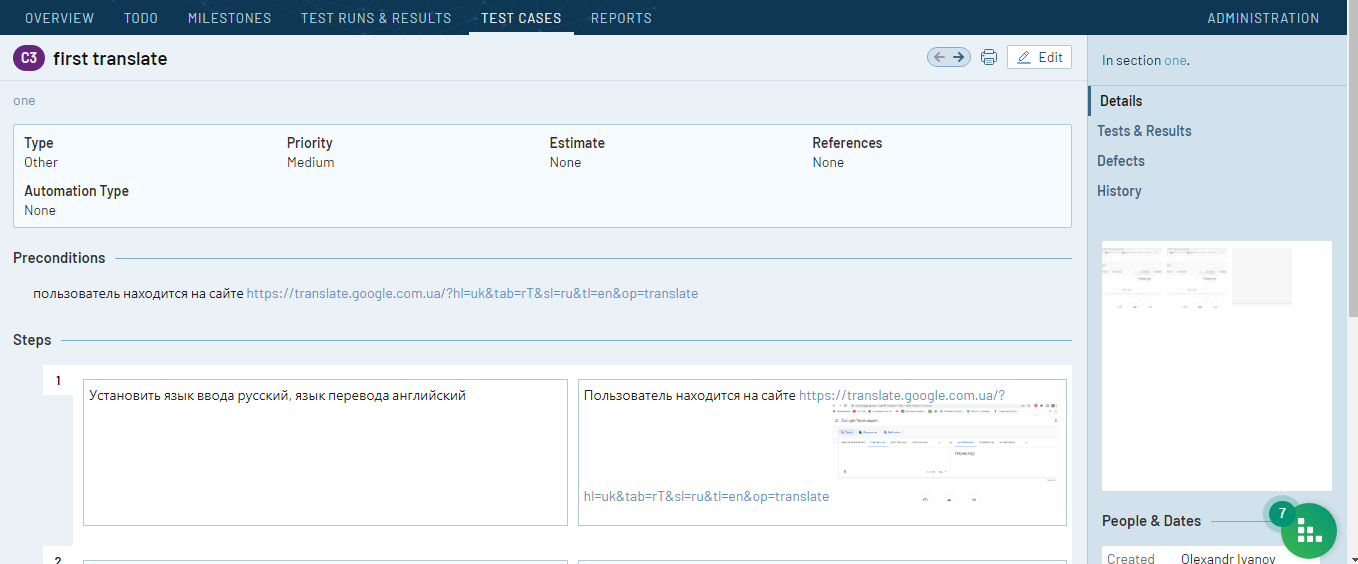 OVERVIEW TODO MILESTONES TEST RUNS & RESULTS TEST CASES REPORTS ADMINISTRATION
C3 first translate
Edit
In section one.
one
Details
Tests & Results
Defects
History
Type Priority Estimate References
Other Medium None None
Automation Type
None
Preconditions
пользователь находится на сайте https://translate.google.com.ua/?hl=uk&tab=rT&sl=ru&tl=en&op=translate
Steps
1
Установить язык ввода русский, язык перевода английский
Пользователь находится на сайте https://translate.google.com.ua/?
hl=uk&tab=rT&sl=ru&tl=en&op=translate
2
People & Dates
7
Created Olexandr Ivanov